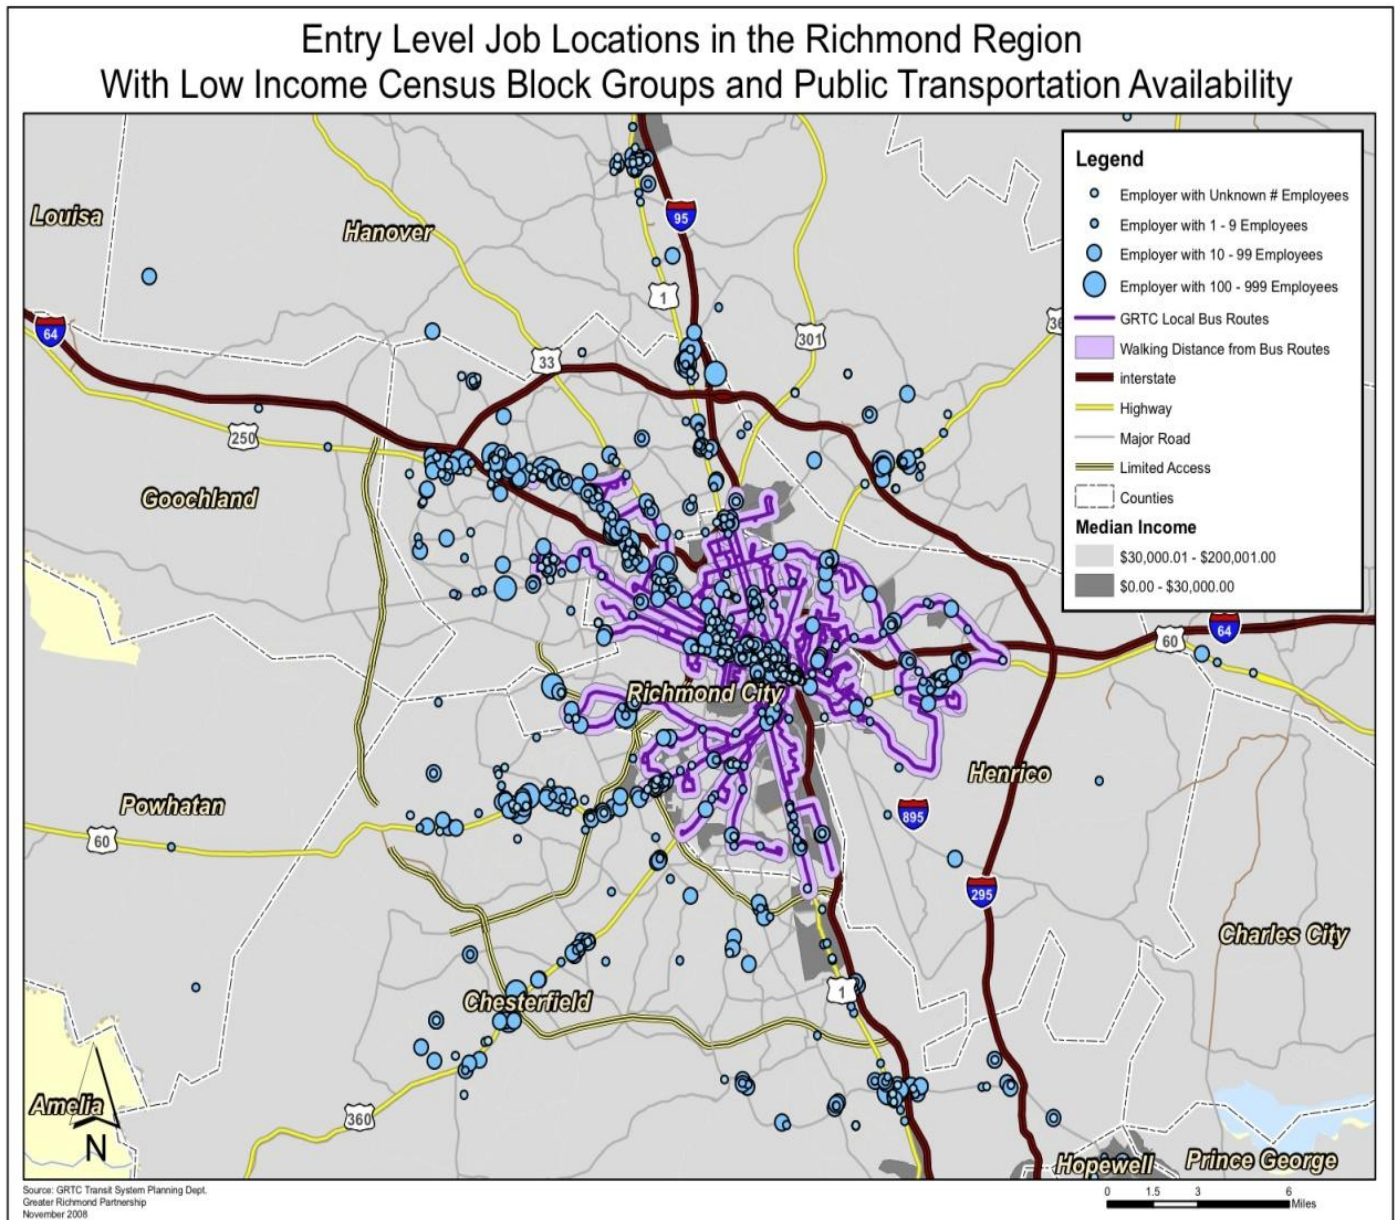 Entry Level Job Locations in the Richmond Region
With Low Income Census Block Groups and Public Transportation Availability
Legend
Employer with Unknown # Employees
Employer with 1 - 9 Employees
Employer with 10 - 99 Employees
Employer with 100 - 999 Employees
GRTC Local Bus Routes
Walking Distance from Bus Routes
interstate
Highway
Major Road
Limited Access
Counties
Median Income
$30,000.01 - $200,001.00
$0.00 - $30,000.00
Louisa
Hanover
95
1
301
64
33
250
Goochland
60
64
Richmond City
Henrico
Powhatan
895
60
295
Charles City
1
Chesterfield
Amelia
360
N
Hopewell
Prince George
Source: GRTC Transit System Planning Dept.
Greater Richmond Partnership
November 2008
0 1.5 3 6
Miles